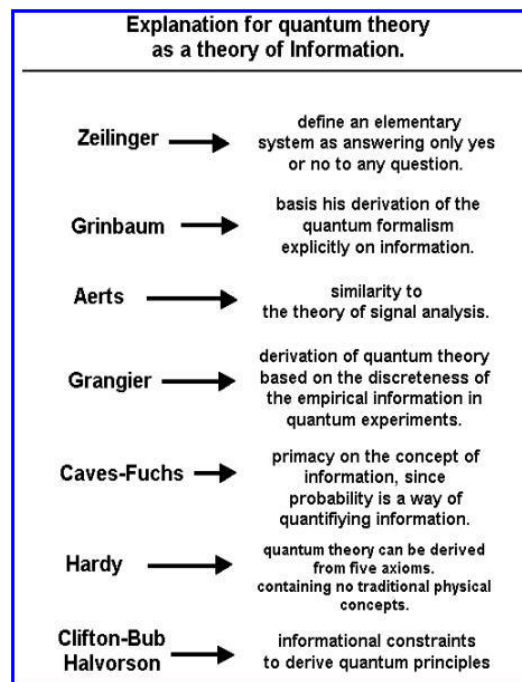 Explanation for quantum theory
as a theory of Information.
Zeilinger
define an elementary
system as answering only yes
or no to any question.
Grinbaum
basis his derivation of the
quantum formalism
explicitly on information.
Aerts
similarity to
the theory of signal analysis.
Grangier
derivation of quantum theory
based on the discreteness of
the empirical information in
quantum experiments.
Caves-Fuchs
primacy on the concept of
information, since
probability is a way of
quantifiying information.
Hardy
quantum theory can be derived
from five axioms.
containing no traditional physical
concepts.
Clifton-Bub
Halvorson
informational constraints
to derive quantum principles